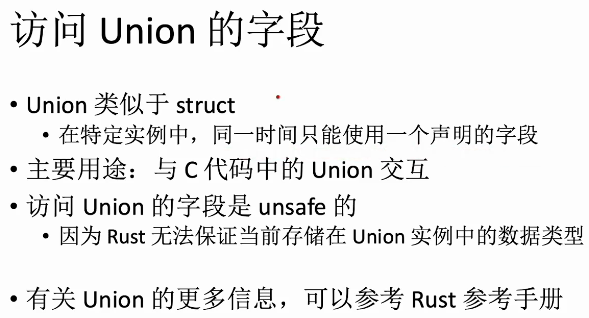 访问 Union 的字段
• Union 类似于 struct
• 在特定实例中，同一时间只能使用一个声明的字段
• 主要用途：与 C 代码中的 Union 交互
• 访问 Union 的字段是 unsafe 的
• 因为 Rust 无法保证当前存储在 Union 实例中的数据类型
• 有关 Union 的更多信息，可以参考 Rust 参考手册